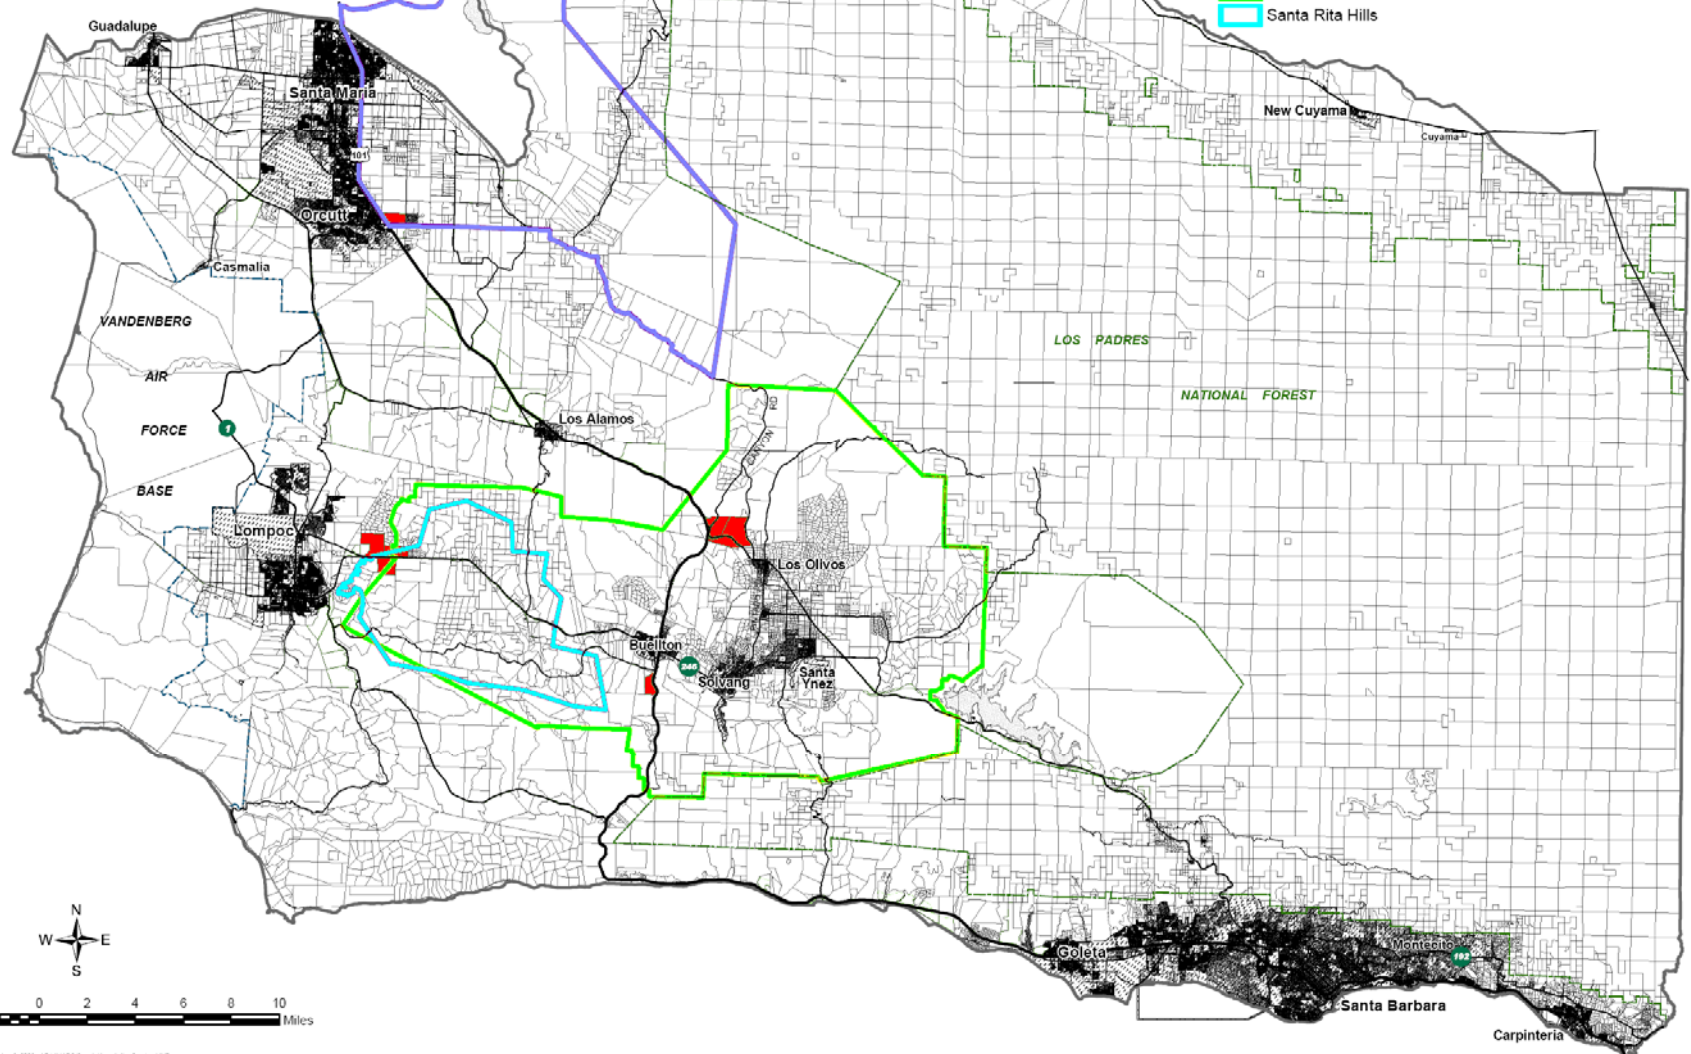 Santa Rita Hills
Guadalupe
Santa Maria
New Cuyama
Cuyama
101
Orcutt
Casmalia
VANDENBERG
AIR
FORCE
BASE
LOS PADRES
NATIONAL FOREST
1
Los Alamos
CANYON RD
Lompoc
Los Olivos
Buellton
246
Solvang
Santa
Ynez
N
W E
S
0 2 4 6 8 10
Miles
Goleta
Montecito
192
Santa Barbara
Carpinteria